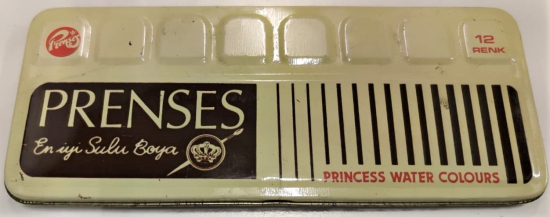 12
RENK
PRENSES
En iyi Sulu Boya
PRINCESS WATER COLOURS